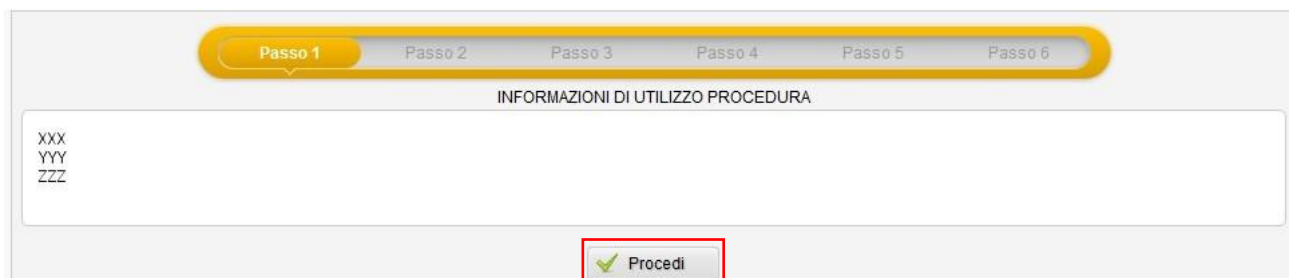 Passo 1 Passo 2 Passo 3 Passo 4 Passo 5 Passo 6
INFORMAZIONI DI UTILIZZO PROCEDURA
XXX
YYY
ZZZ
Procedi